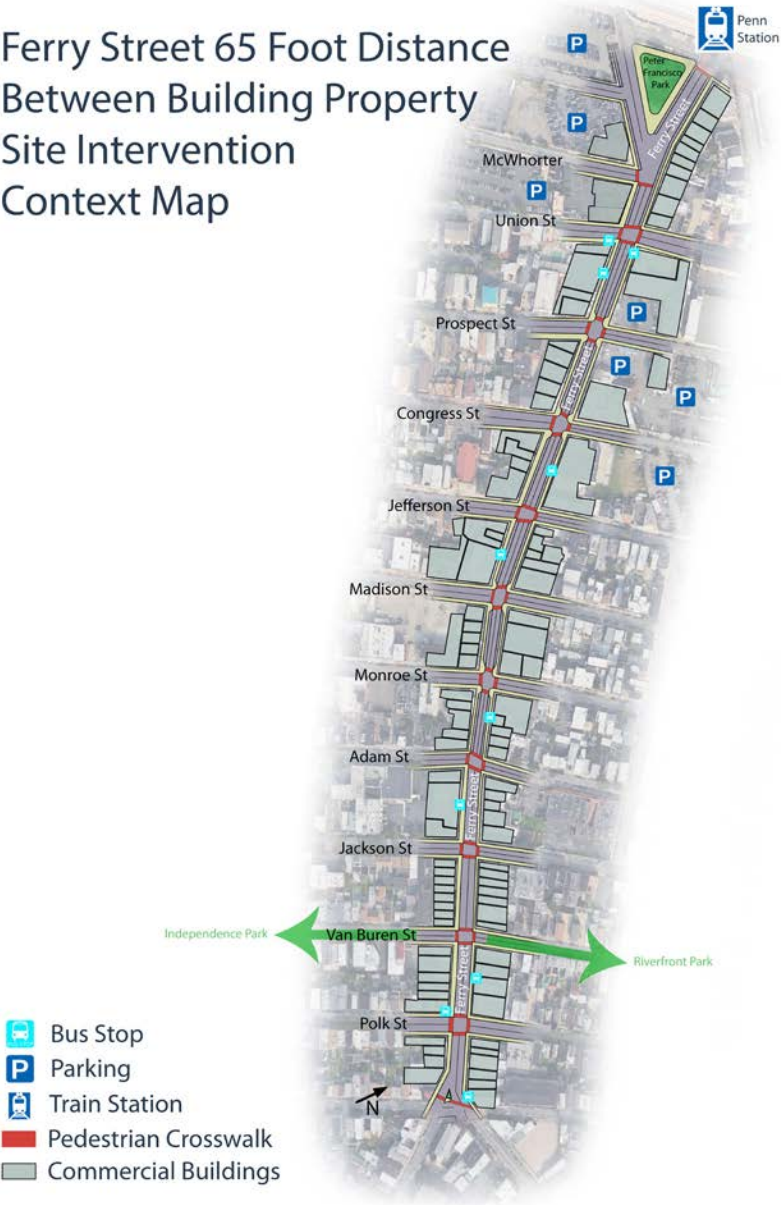 Ferry Street 65 Foot Distance
Between Building Property
Site Intervention
Context Map
P
Penn
Station
Peter
Francisco
Park
P
Ferry Street
McWhorter
P
Union St
P
Prospect St
Ferry Street
P
P
Congress St
P
Jefferson St
Madison St
Monroe St
Adam St
Ferry Street
Jackson St
Independence Park
Van Buren St
Riverfront Park
Ferry Street
Polk St
A
N
Bus Stop
P Parking
Train Station
Pedestrian Crosswalk
Commercial Buildings